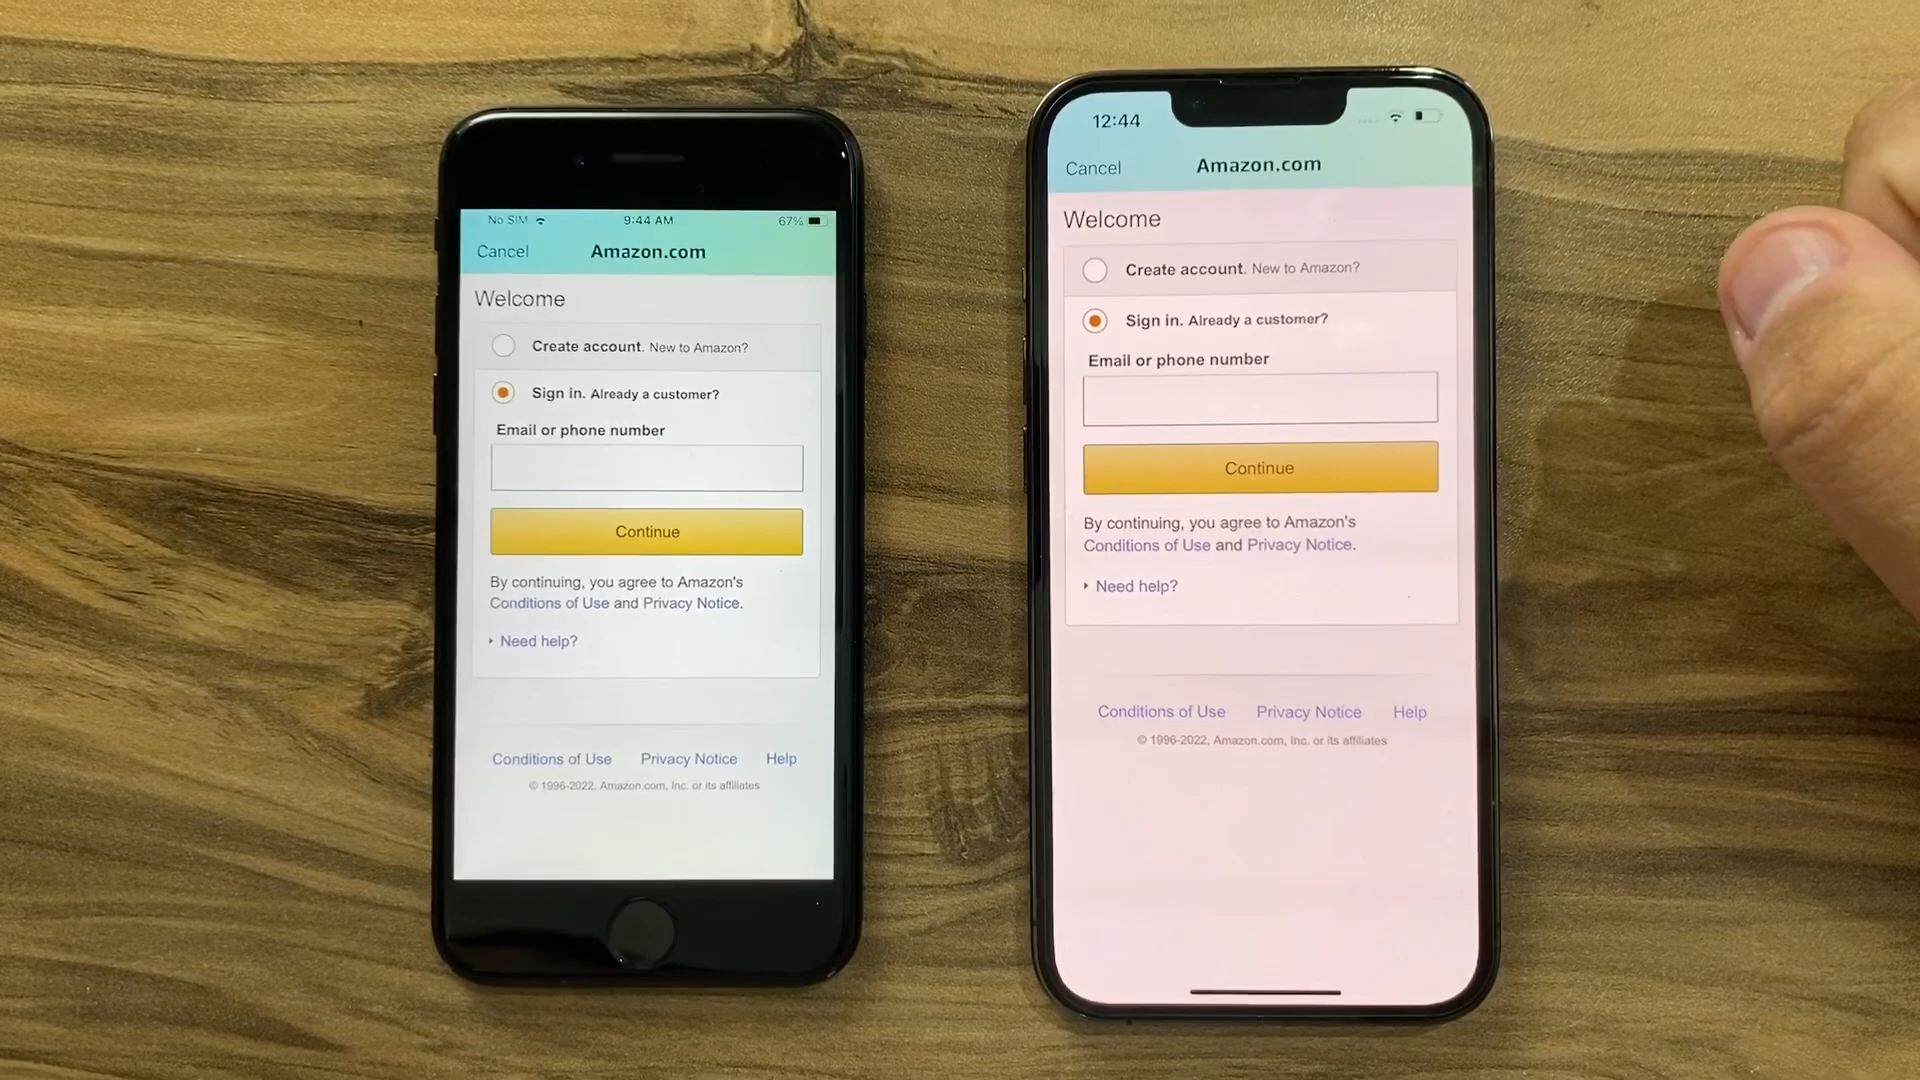 No SIM 9:44 AM 67%
Cancel Amazon.com
Welcome
Create account. New to Amazon?
Sign in. Already a customer?
Email or phone number
Continue
By continuing, you agree to Amazon's
Conditions of Use and Privacy Notice.
Need help?
Conditions of Use Privacy Notice Help
© 1996-2022, Amazon.com, Inc. or its affiliates
12:44
Cancel Amazon.com
Welcome
Create account. New to Amazon?
Sign in. Already a customer?
Email or phone number
Continue
By continuing, you agree to Amazon's
Conditions of Use and Privacy Notice.
Need help?
Conditions of Use Privacy Notice Help
© 1996-2022, Amazon.com, Inc. or its affiliates